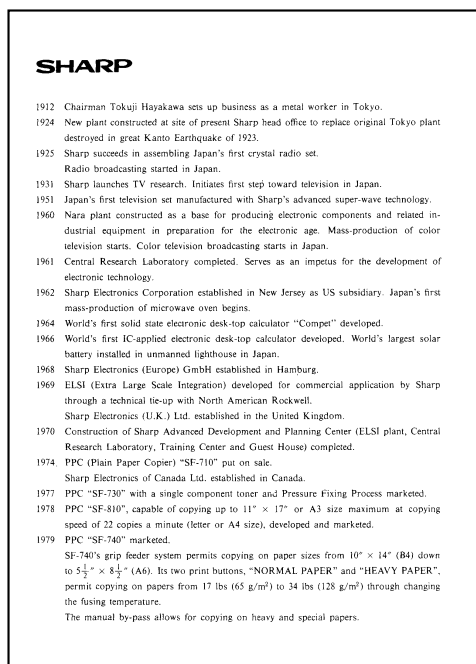 SHARP
1912 Chairman Tokuji Hayakawa sets up business as a metal worker in Tokyo.
1924 New plant constructed at site of present Sharp head office to replace original Tokyo plant
destroyed in great Kanto Earthquake of 1923.
1925 Sharp succeeds in assembling Japan's first crystal radio set.
Radio broadcasting started in Japan.
1931 Sharp launches TV research. Initiates first step toward television in Japan.
1951 Japan's first television set manufactured with Sharp's advanced super-wave technology.
1960 Nara plant constructed as a base for producing electronic components and related in-
dustrial equipment in preparation for the electronic age. Mass-production of color
television starts. Color television broadcasting starts in Japan.
1961 Central Research Laboratory completed. Serves as an impetus for the development of
electronic technology.
1962 Sharp Electronics Corporation established in New Jersey as US subsidiary. Japan's first
mass-production of microwave oven begins.
1964 World's first solid state electronic desk-top calculator "Compet" developed.
1966 World's first IC-applied electronic desk-top calculator developed. World's largest solar
battery installed in unmanned lighthouse in Japan.
1968 Sharp Electronics (Europe) GmbH established in Hamburg.
1969 ELSI (Extra Large Scale Integration) developed for commercial application by Sharp
through a technical tie-up with North American Rockwell.
Sharp Electronics (U.K.) Ltd. established in the United Kingdom.
1970 Construction of Sharp Advanced Development and Planning Center (ELSI plant, Central
Research Laboratory, Training Center and Guest House) completed.
1974 PPC (Plain Paper Copier) "SF-710" put on sale.
Sharp Electronics of Canada Ltd. established in Canada.
1977 PPC "SF-730" with a single component toner and Pressure Fixing Process marketed.
1978 PPC "SF-810", capable of copying up to 11" × 17" or A3 size maximum at copying
speed of 22 copies a minute (letter or A4 size), developed and marketed.
1979 PPC "SF-740" marketed.
SF-740's grip feeder system permits copying on paper sizes from 10" × 14" (B4) down
to 5 1/2" × 8 1/2" (A6). Its two print buttons, "NORMAL PAPER" and "HEAVY PAPER",
permit copying on papers from 17 lbs (65 g/m²) to 34 lbs (128 g/m²) through changing
the fusing temperature.
The manual by-pass allows for copying on heavy and special papers.